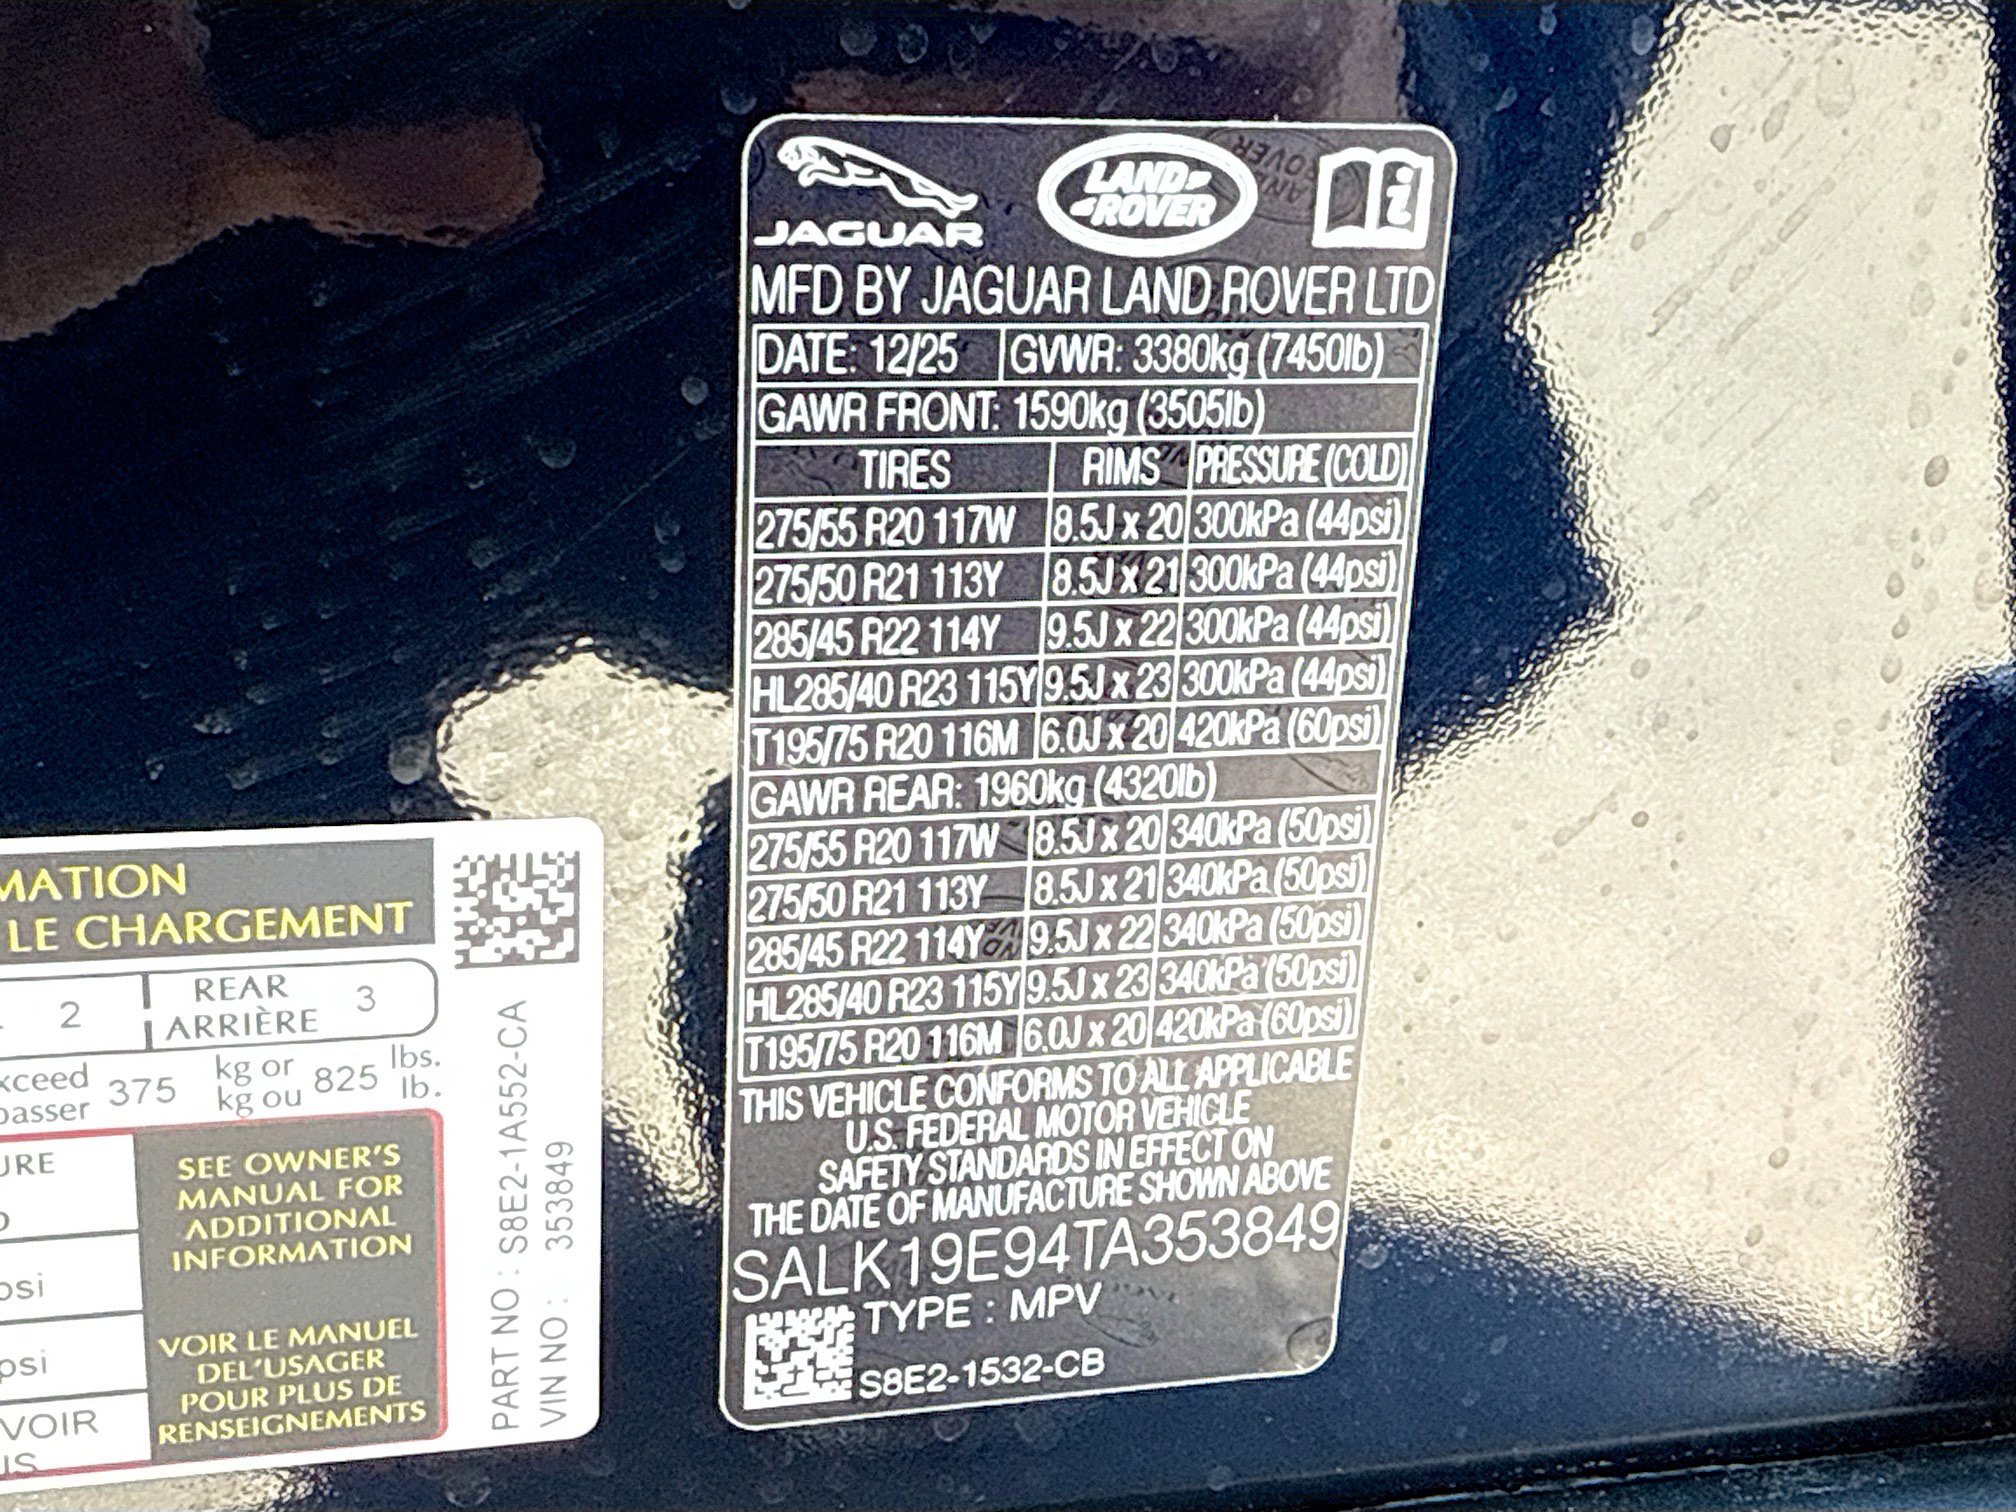 JAGUAR
LAND-
-ROVER
i
MFD BY JAGUAR LAND ROVER LTD
DATE: 12/25 GVWR: 3380kg (7450lb)
GAWR FRONT: 1590kg (3505lb)
TIRES RIMS PRESSURE (COLD)
275/55 R20 117W 8.5J x 20 300kPa (44psi)
275/50 R21 113Y 8.5J x 21 300kPa (44psi)
285/45 R22 114Y 9.5J x 22 300kPa (44psi)
HL285/40 R23 115Y 9.5J x 23 300kPa (44psi)
T195/75 R20 116M 6.0J x 20 420kPa (60psi)
GAWR REAR: 1960kg (4320lb)
275/55 R20 117W 8.5J x 20 340kPa (50psi)
275/50 R21 113Y 8.5J x 21 340kPa (50psi)
285/45 R22 114Y 9.5J x 22 340kPa (50psi)
HL285/40 R23 115Y 9.5J x 23 340kPa (50psi)
T195/75 R20 116M 6.0J x 20 420kPa (60psi)
THIS VEHICLE CONFORMS TO ALL APPLICABLE
U.S. FEDERAL MOTOR VEHICLE
SAFETY STANDARDS IN EFFECT ON
THE DATE OF MANUFACTURE SHOWN ABOVE
SALK19E94TA353849
TYPE : MPV
S8E2-1532-CB
MATION
LE CHARGEMENT
2 REAR 3
ARRIÈRE
xceed 375 kg or 825 lbs.
passer kg ou lb.
URE
psi
psi
VOIR
US
SEE OWNER'S
MANUAL FOR
ADDITIONAL
INFORMATION
VOIR LE MANUEL
DEL'USAGER
POUR PLUS DE
RENSEIGNEMENTS
PART NO : S8E2-1A552-CA
VIN NO : 353849